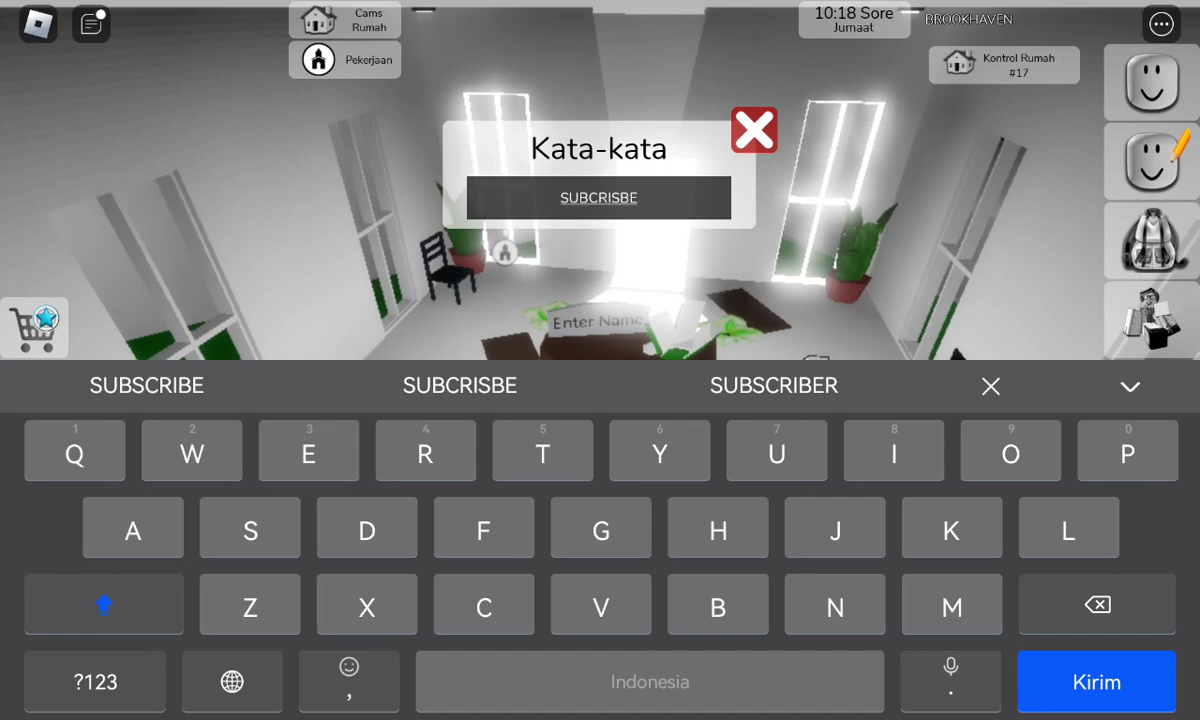 Cams
Rumah
Pekerjaan
10:18 Sore
Jumaat
BROOKHAVEN
Kontrol Rumah
#17
Kata-kata
SUBCRISBE
Enter Name
SUBSCRIBE SUBCRISBE SUBSCRIBER
1 2 3 4 5 6 7 8 9 0
Q W E R T Y U I O P
A S D F G H J K L
Z X C V B N M
?123 , Indonesia . Kirim